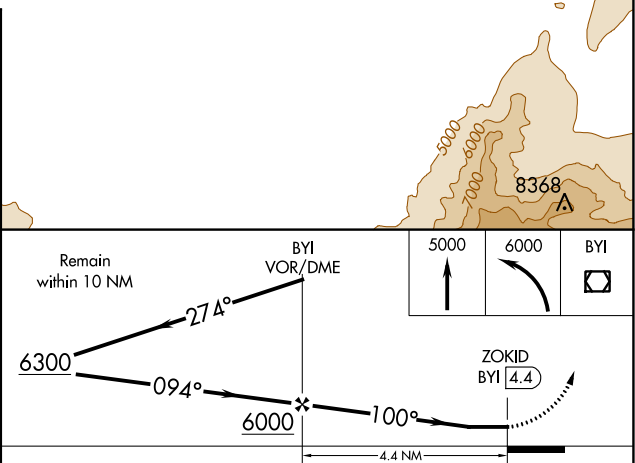 5000
6000
7000
8368
Remain
within 10 NM
BYI
VOR/DME
5000
6000
BYI
274°
6300
094°
6000
100°
ZOKID
BYI 4.4
4.4 NM